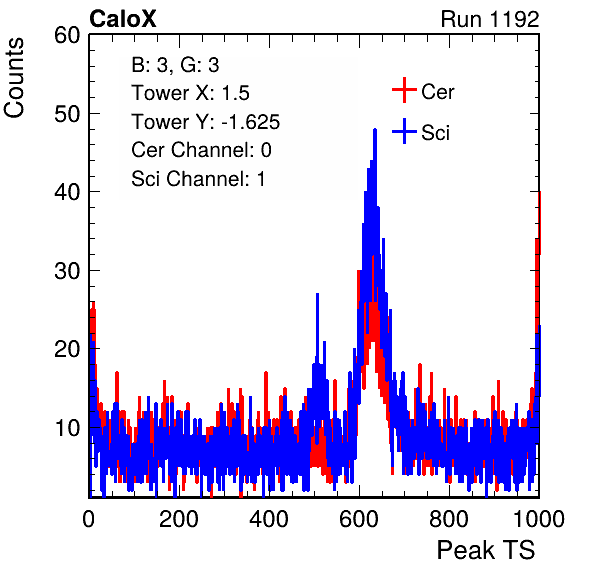 CaloX Run 1192
Counts
60
50
40
30
20
10
B: 3, G: 3
Tower X: 1.5
Tower Y: -1.625
Cer Channel: 0
Sci Channel: 1
Cer
Sci
0 200 400 600 800 1000
Peak TS